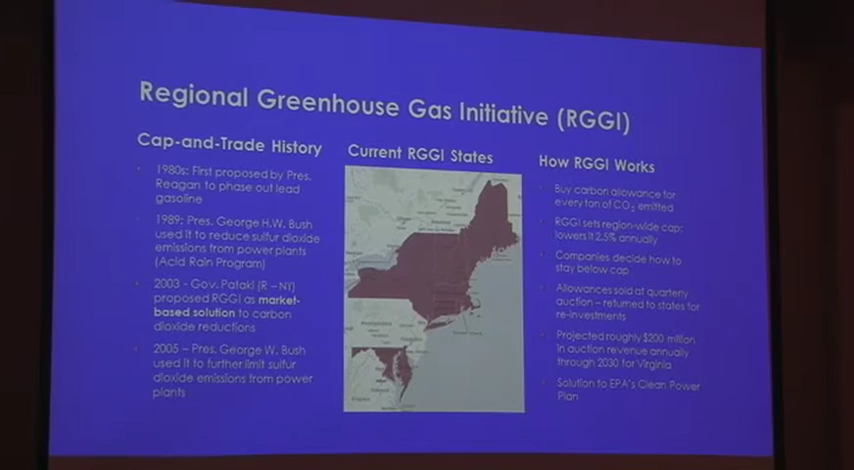 Regional Greenhouse Gas Initiative (RGGI)
Cap-and-Trade History
1980s: First proposed by Pres.
Reagan to phase out lead
gasoline
1989: Pres. George H.W. Bush
used it to reduce sulfur dioxide
emissions from power plants
(Acid Rain Program)
2003 - Gov. Pataki (R – NY)
proposed RGGI as market-
based solution to carbon
dioxide reductions
2005 – Pres. George W. Bush
used it to further limit sulfur
dioxide emissions from power
plants
Current RGGI States
How RGGI Works
Buy carbon allowance for
every ton of CO2 emitted
RGGI sets region-wide cap;
lowers it 2.5% annually
Companies decide how to
stay below cap
Allowances sold at quarterly
auction – returned to states for
re-investments
Projected roughly $200 million
in auction revenue annually
through 2030 for Virginia
Solution to EPA's Clean Power
Plan